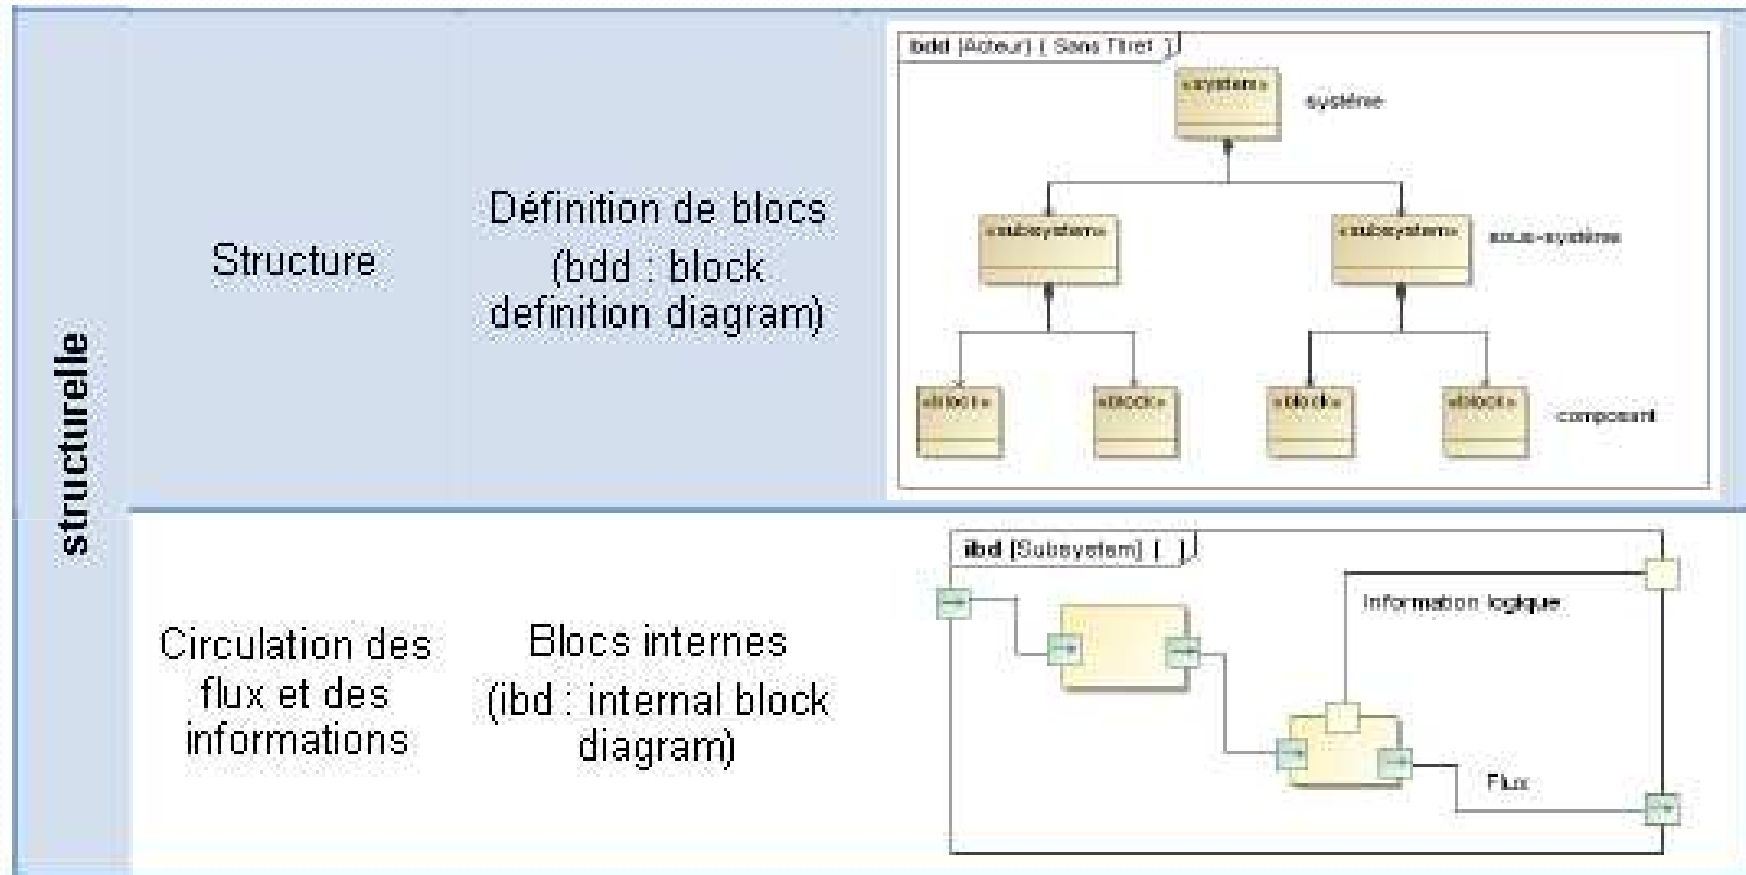 structurelle
Structure
Définition de blocs
(bdd : block
definition diagram)
bdd [Acteur] [ Sans Titre ]
«system»
système
«subsystem»
«subsystem»
sous-système
«block»
«block»
«block»
«block»
composant
Circulation des
flux et des
informations
Blocs internes
(ibd : internal block
diagram)
ibd [Subsystem] [ ]
Information logique
Flux